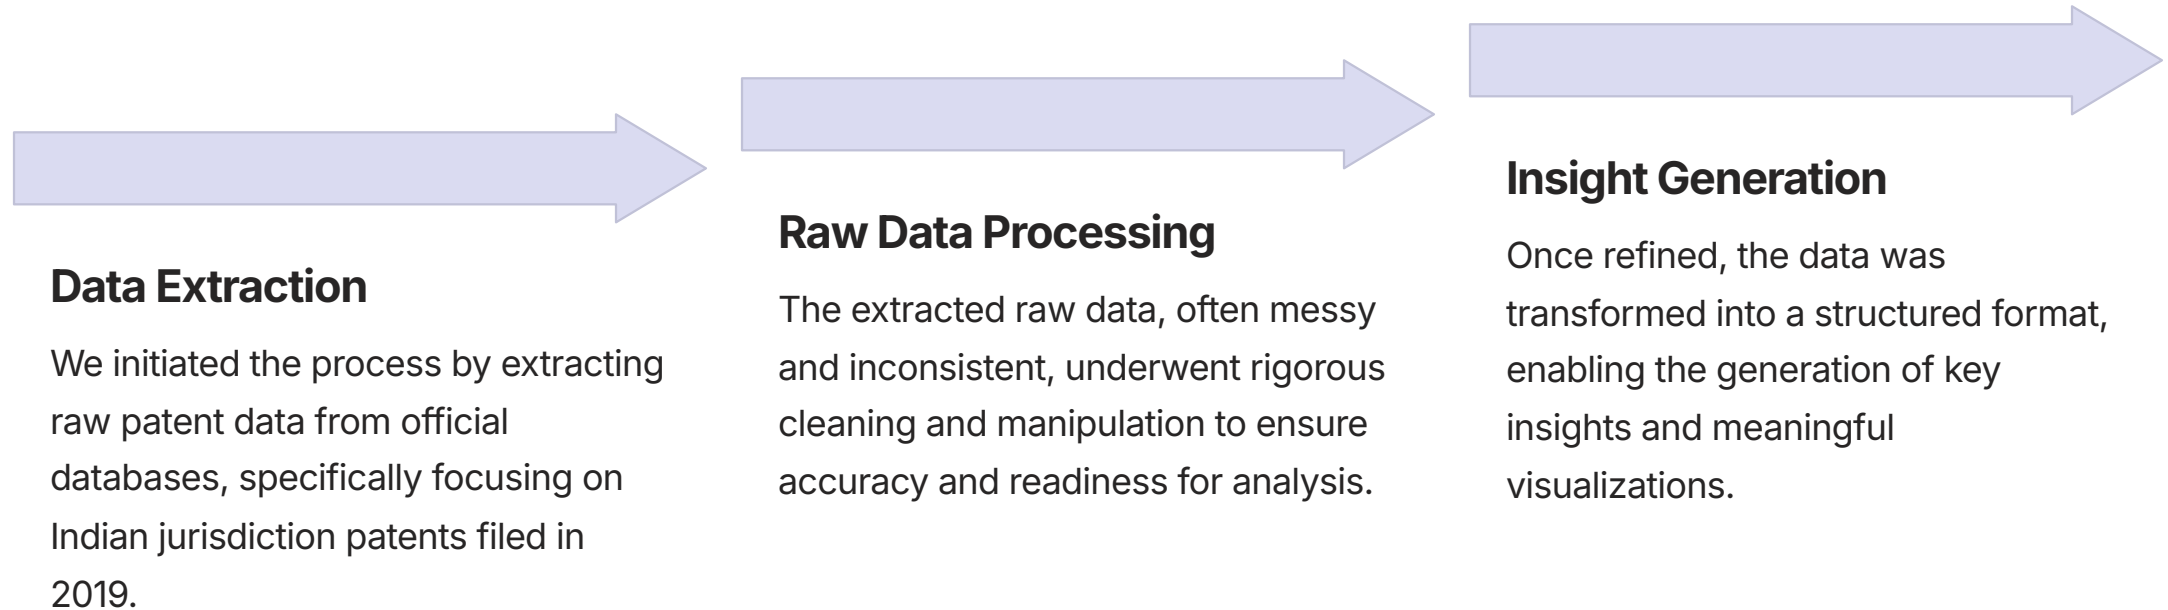 Data Extraction
We initiated the process by extracting
raw patent data from official
databases, specifically focusing on
Indian jurisdiction patents filed in
2019.
Raw Data Processing
The extracted raw data, often messy
and inconsistent, underwent rigorous
cleaning and manipulation to ensure
accuracy and readiness for analysis.
Insight Generation
Once refined, the data was
transformed into a structured format,
enabling the generation of key
insights and meaningful
visualizations.